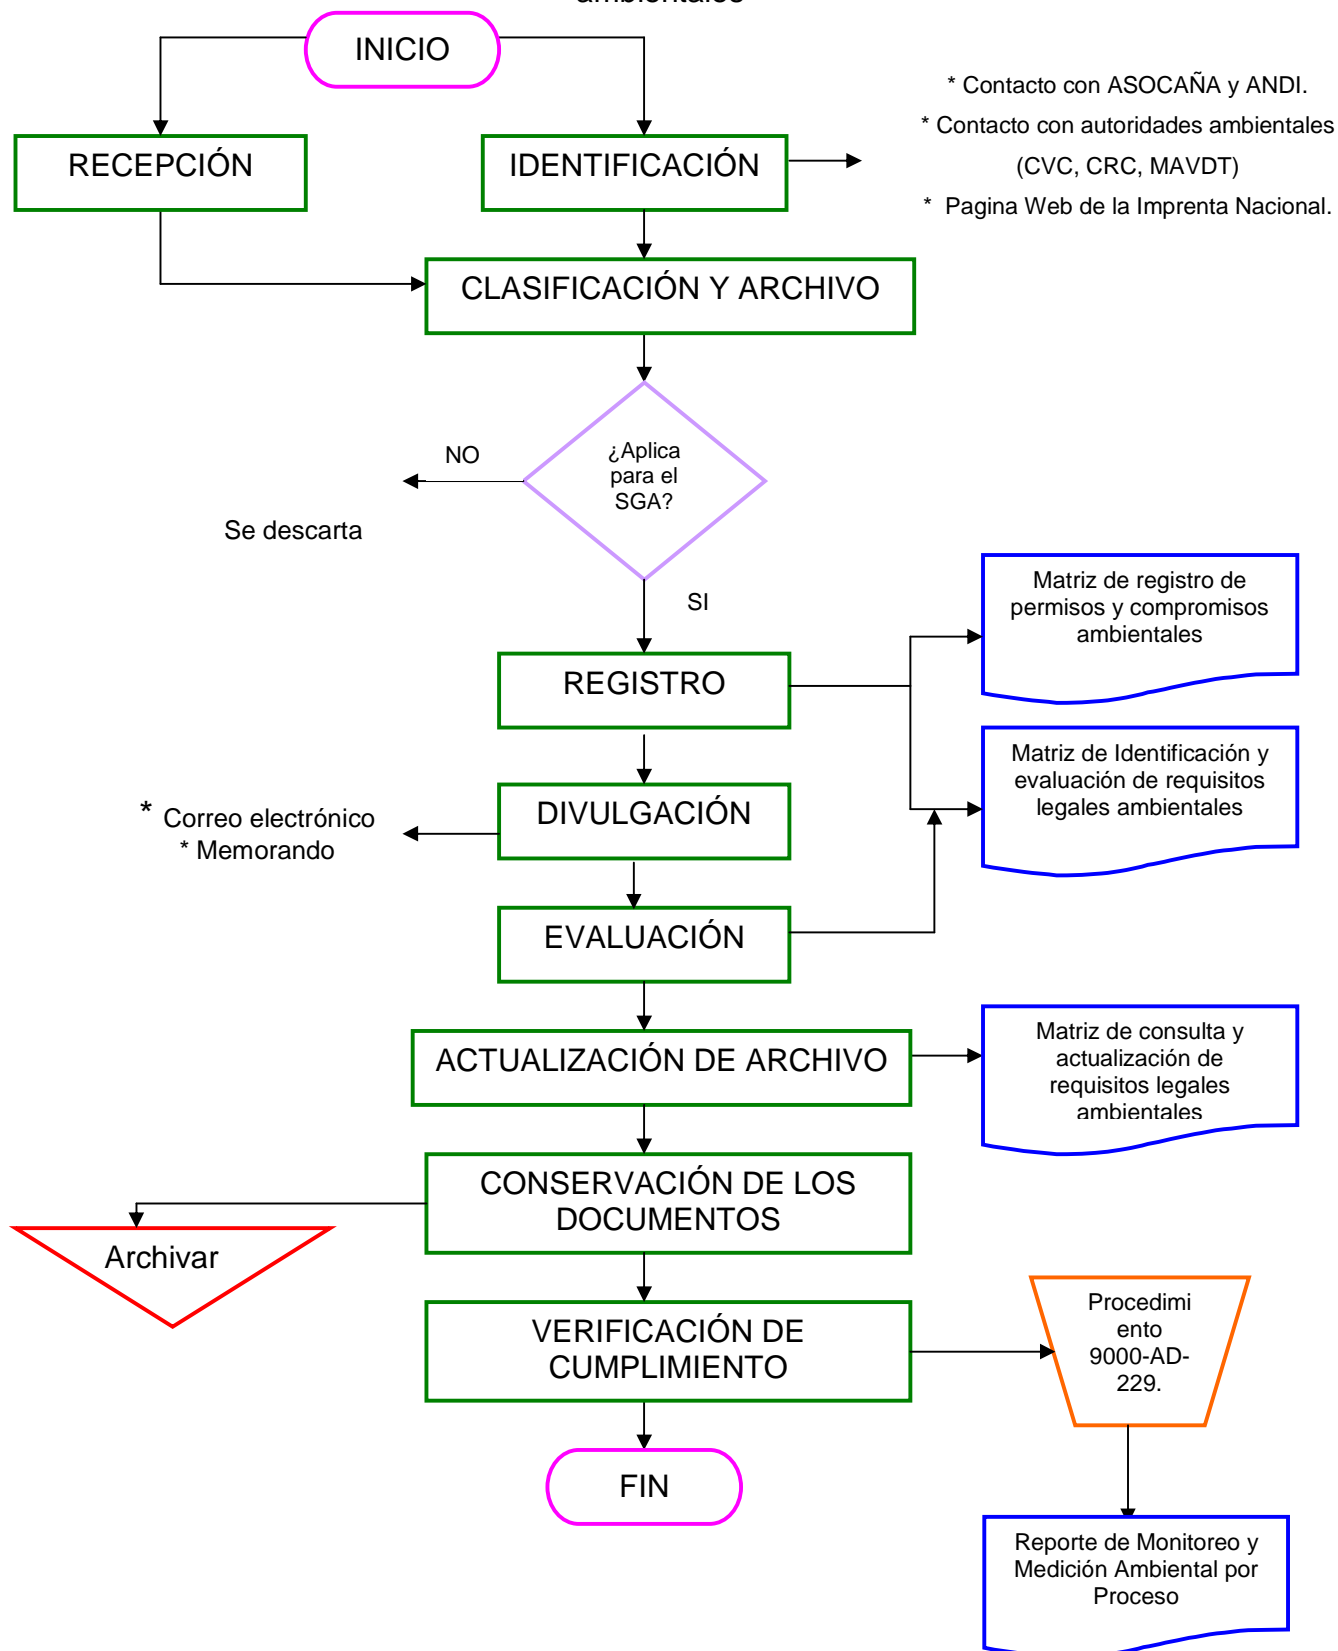 ambientales
INICIO
* Contacto con ASOCAÑA y ANDI.
* Contacto con autoridades ambientales
(CVC, CRC, MAVDT)
* Pagina Web de la Imprenta Nacional.
RECEPCIÓN
IDENTIFICACIÓN
CLASIFICACIÓN Y ARCHIVO
¿Aplica
para el
SGA?
NO
Se descarta
SI
Matriz de registro de
permisos y compromisos
ambientales
REGISTRO
Matriz de Identificación y
evaluación de requisitos
legales ambientales
DIVULGACIÓN
* Correo electrónico
* Memorando
EVALUACIÓN
ACTUALIZACIÓN DE ARCHIVO
Matriz de consulta y
actualización de
requisitos legales
ambientales
CONSERVACIÓN DE LOS
DOCUMENTOS
Archivar
VERIFICACIÓN DE
CUMPLIMIENTO
Procedimi
ento
9000-AD-
229.
FIN
Reporte de Monitoreo y
Medición Ambiental por
Proceso